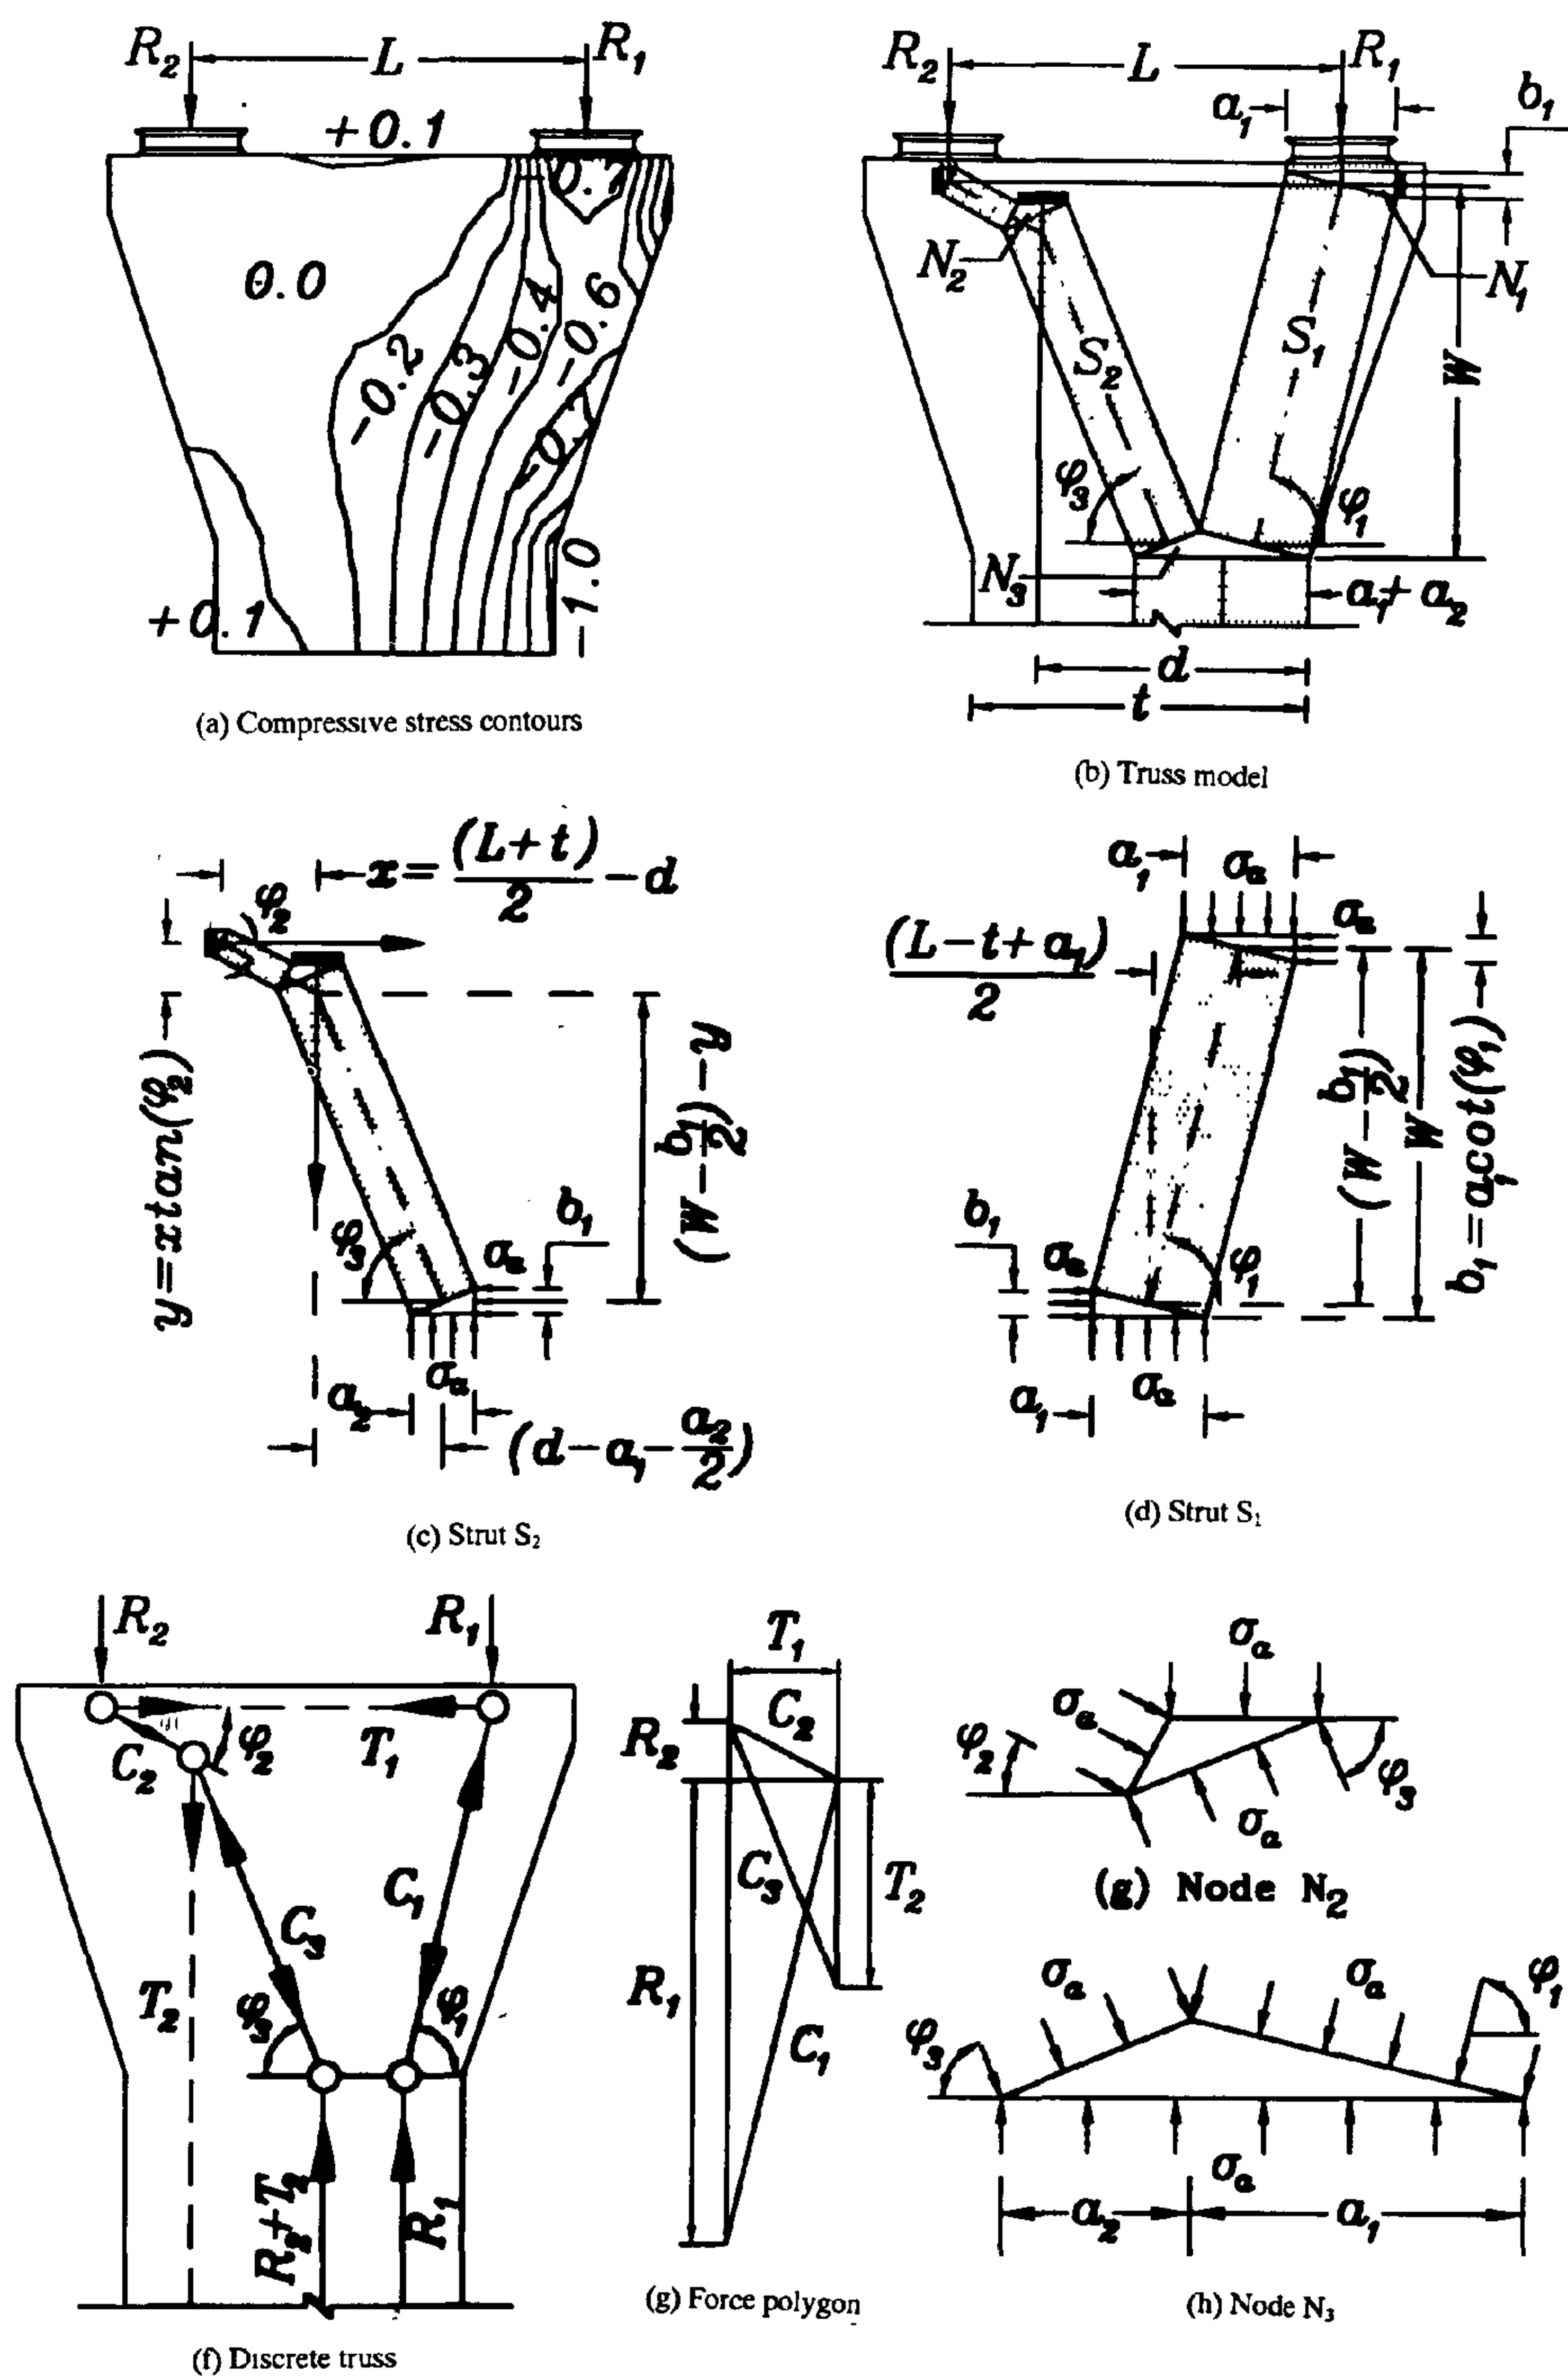 R₂ L R₁
+0.1
0.7
0.0
-0.2
-0.3
-0.4
-0.6
-0.7
+0.1
-1.0
(a) Compressive stress contours
R₂ L R₁
a₁ b₁
N₂ N₁
S₂ S₁
W
φ₃ φ₁
N₃ a₁+a₂
d
t
(b) Truss model
x=(L+t)/2-d
φ₂
y=xtan(φ₂)
(W-b₁/2)-y
φ₃
b₁
σₐ
σₐ
a₂
(d-a₁-a₂/2)
(c) Strut S₂
a₁ σₐ
σₐ
(L-t+a₁)/2
(W-b₁/2)
W
b₁=a₁cot(φ₁)
b₁
σₐ
φ₁
a₁ σₐ
(d) Strut S₁
R₂ R₁
C₂ φ₂ T₁
C₁
C₃
T₂
φ₃ φ₁
R₂+T₂
R₁
(f) Discrete truss
T₁
R₂ C₂
C₃ T₂
R₁
C₁
(g) Force polygon
σₐ
σₐ
φ₂ φ₃
σₐ
(g) Node N₂
σₐ σₐ φ₁
φ₃
σₐ
a₂ a₁
(h) Node N₃